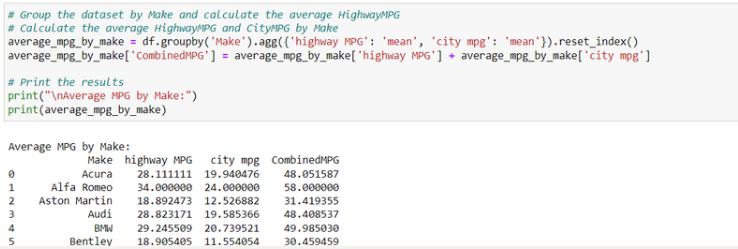 # Group the dataset by Make and calculate the average HighwayMPG
# Calculate the average HighwayMPG and CityMPG by Make
average_mpg_by_make = df.groupby('Make').agg({'highway MPG': 'mean', 'city mpg': 'mean'}).reset_index()
average_mpg_by_make['CombinedMPG'] = average_mpg_by_make['highway MPG'] + average_mpg_by_make['city mpg']
# Print the results
print("\nAverage MPG by Make:")
print(average_mpg_by_make)
Average MPG by Make:
Make highway MPG city mpg CombinedMPG
0 Acura 28.111111 19.940476 48.051587
1 Alfa Romeo 34.000000 24.000000 58.000000
2 Aston Martin 18.892473 12.526882 31.419355
3 Audi 28.823171 19.585366 48.408537
4 BMW 29.245509 20.739521 49.985030
5 Bentley 18.905405 11.554054 30.459459